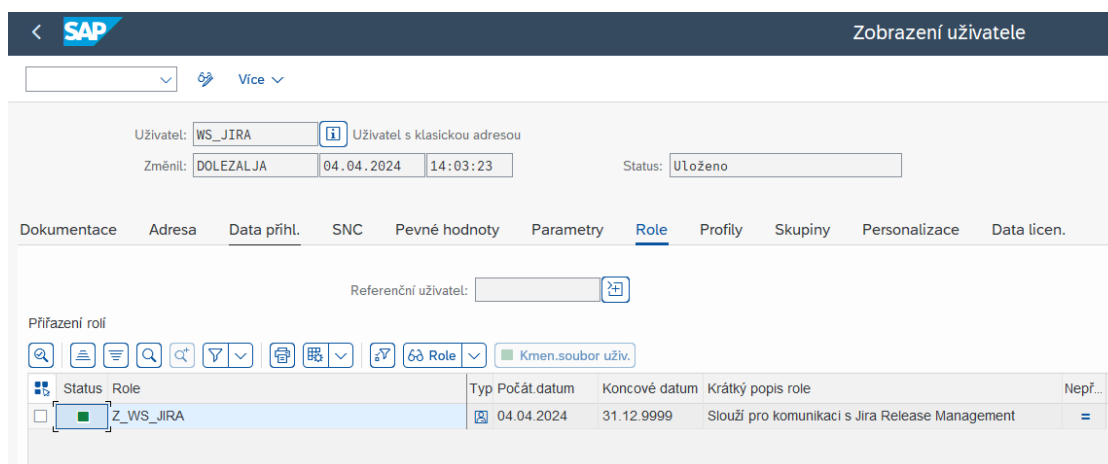 SAP Zobrazení uživatele
Více
Uživatel: WS_JIRA Uživatel s klasickou adresou
Změnil: DOLEZALJA 04.04.2024 14:03:23 Status: Uloženo
Dokumentace Adresa Data přihl. SNC Pevné hodnoty Parametry Role Profily Skupiny Personalizace Data licen.
Referenční uživatel:
Přiřazení rolí
Role Kmen.soubor uživ.
Status Role Typ Počát.datum Koncové datum Krátký popis role Nepř...
Z_WS_JIRA 04.04.2024 31.12.9999 Slouží pro komunikaci s Jira Release Management =